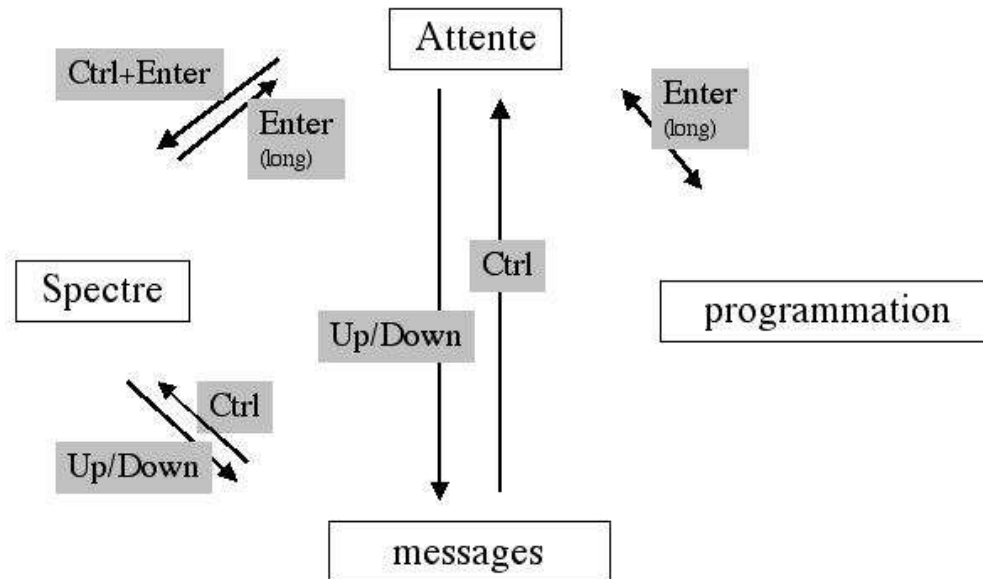 Attente
Ctrl+Enter
Enter
(long)
Enter
(long)
Ctrl
Spectre
programmation
Up/Down
Ctrl
Up/Down
messages